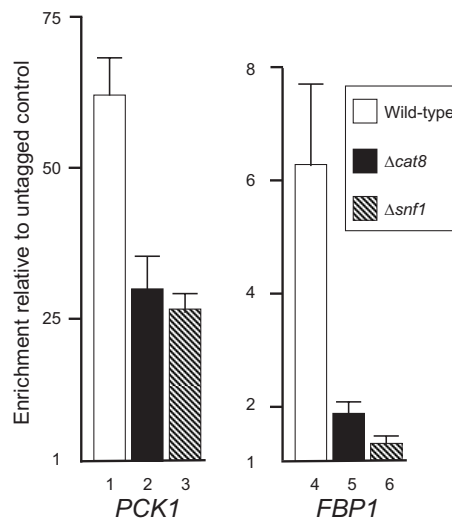 Enrichment relative to untagged control
75
50
25
1
1 2 3
PCK1
8
6
4
2
1
4 5 6
FBP1
Wild-type
Δcat8
Δsnf1